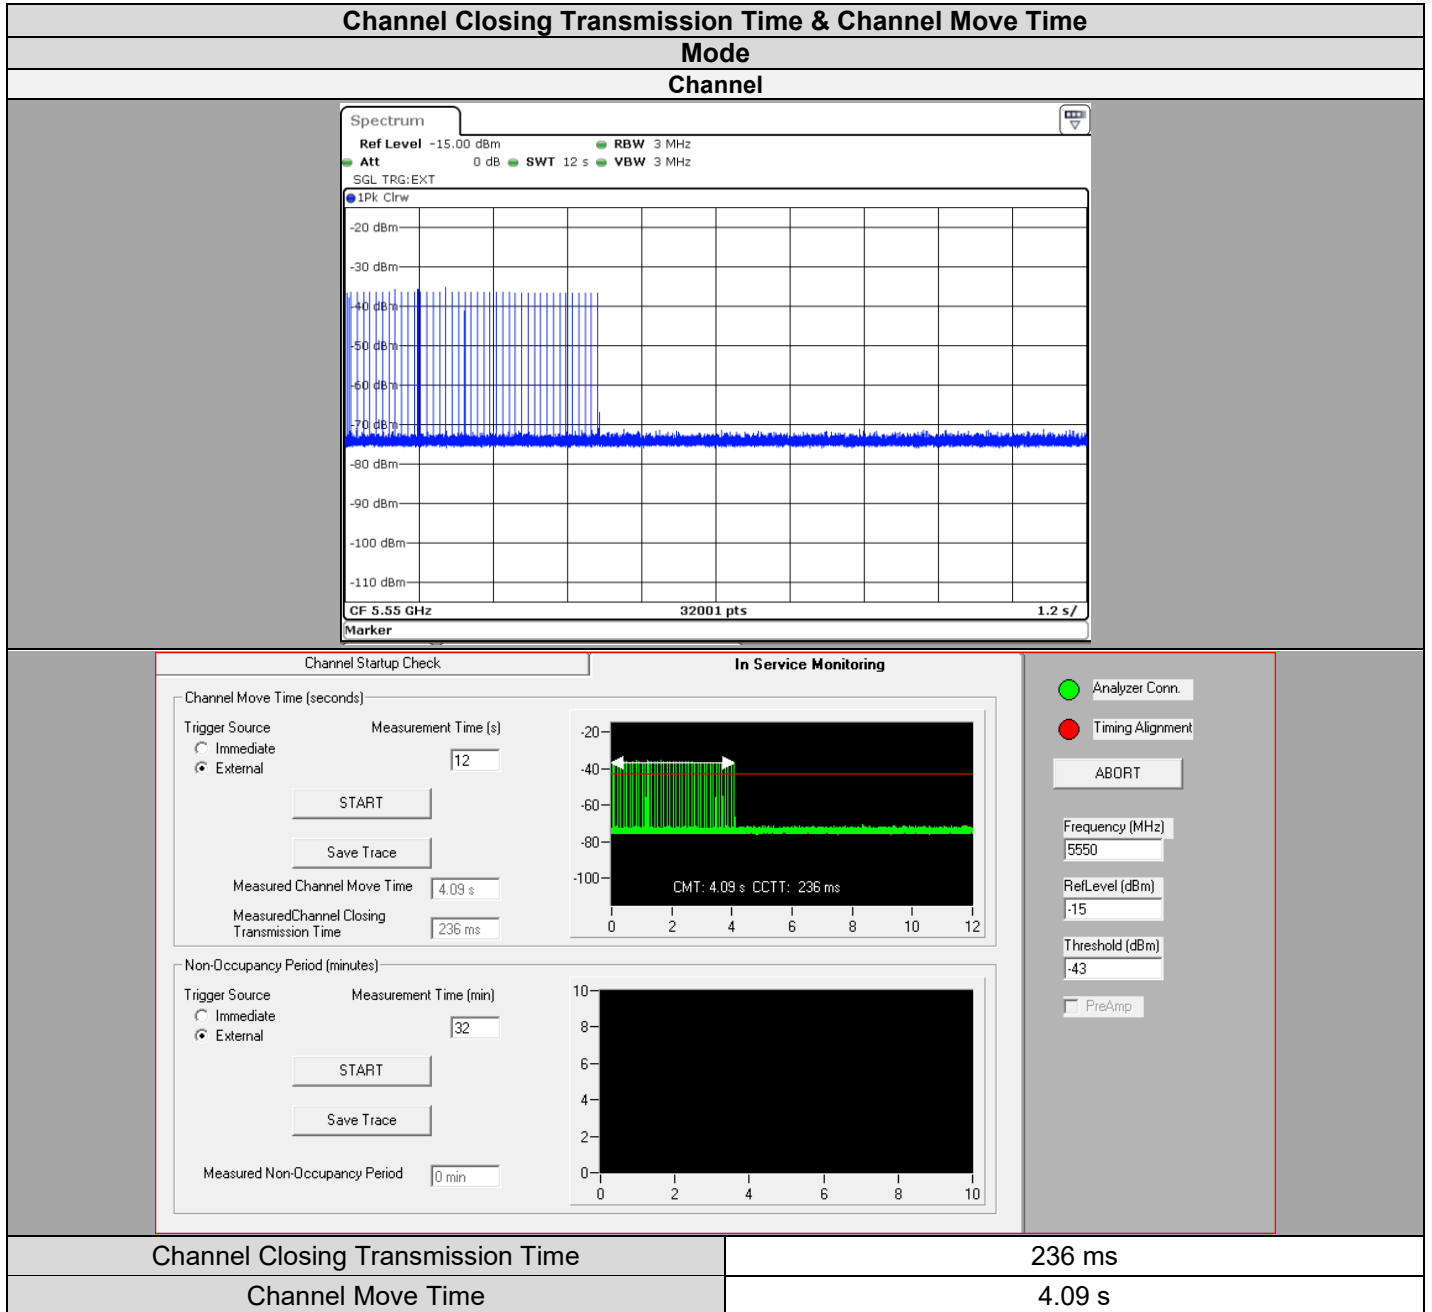 Channel Closing Transmission Time & Channel Move Time
Mode
Channel
Spectrum
Ref Level -15.00 dBm RBW 3 MHz
Att 0 dB SWT 12 s VBW 3 MHz
SGL TRG:EXT
1Pk Clrw
-20 dBm
-30 dBm
-40 dBm
-50 dBm
-60 dBm
-70 dBm
-80 dBm
-90 dBm
-100 dBm
-110 dBm
CF 5.55 GHz 32001 pts 1.2 s/
Marker
Channel Startup Check In Service Monitoring
Channel Move Time (seconds)
Trigger Source Measurement Time (s)
Immediate
External 12
START
Save Trace
Measured Channel Move Time 4.09 s
MeasuredChannel Closing
Transmission Time 236 ms
-20
-40
-60
-80
-100
CMT: 4.09 s CCTT: 236 ms
0 2 4 6 8 10 12
Non-Occupancy Period (minutes)
Trigger Source Measurement Time (min)
Immediate
External 32
START
Save Trace
Measured Non-Occupancy Period 0 min
10
8
6
4
2
0
0 2 4 6 8 10
Analyzer Conn.
Timing Alignment
ABORT
Frequency (MHz)
5550
RefLevel (dBm)
-15
Threshold (dBm)
-43
PreAmp
Channel Closing Transmission Time 236 ms
Channel Move Time 4.09 s